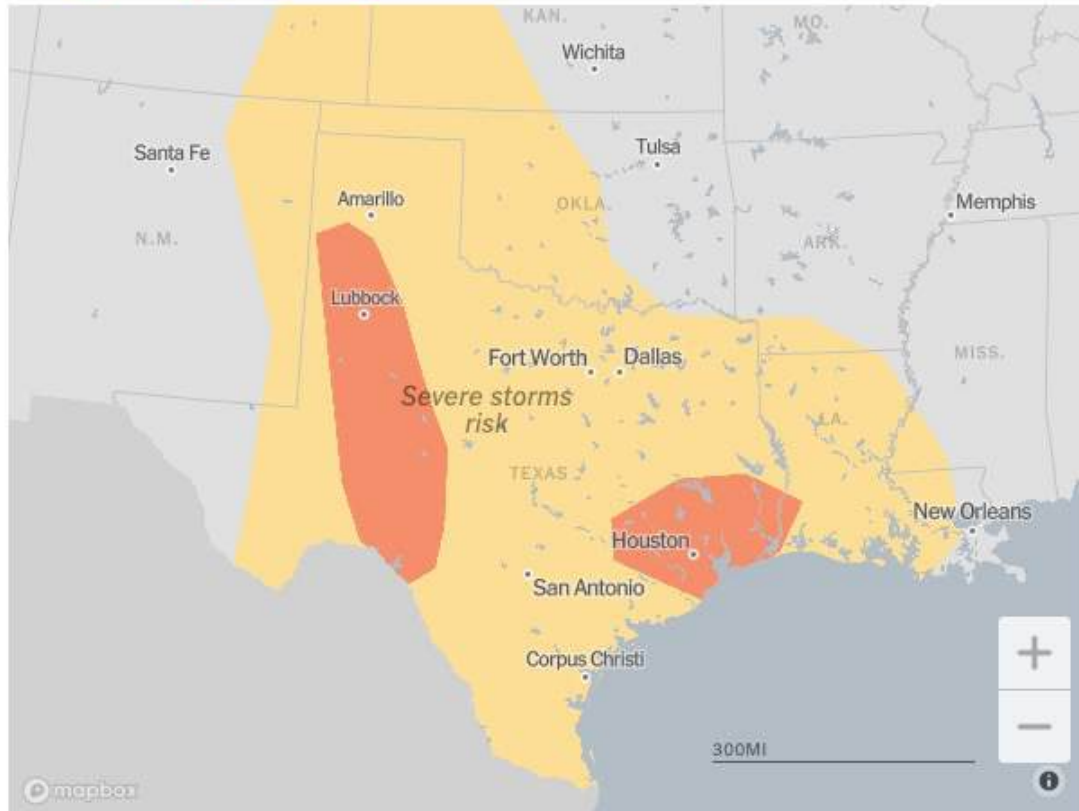 KAN.
MO.
Wichita
Santa Fe
Tulsa
Amarillo
OKLA.
Memphis
N.M.
ARK.
Lubbock
Fort Worth
Dallas
MISS.
Severe storms
risk
LA.
TEXAS
New Orleans
Houston
San Antonio
Corpus Christi
+
−
300MI
mapbox
i